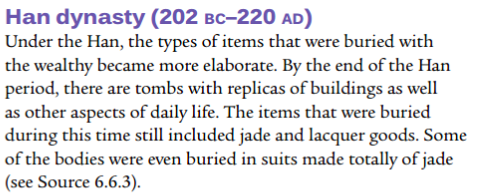 Han dynasty (202 BC–220 AD)
Under the Han, the types of items that were buried with
the wealthy became more elaborate. By the end of the Han
period, there are tombs with replicas of buildings as well
as other aspects of daily life. The items that were buried
during this time still included jade and lacquer goods. Some
of the bodies were even buried in suits made totally of jade
(see Source 6.6.3).